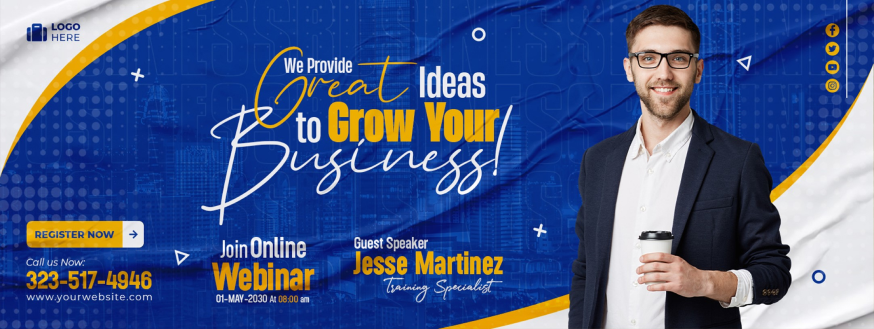 LOGO
HERE
We Provide
Great Ideas
to Grow Your
Business!
REGISTER NOW
Call us Now:
323-517-4946
www.yourwebsite.com
Join Online
Webinar
01-MAY-2030 At 08:00 am
Guest Speaker
Jesse Martinez
Training Specialist